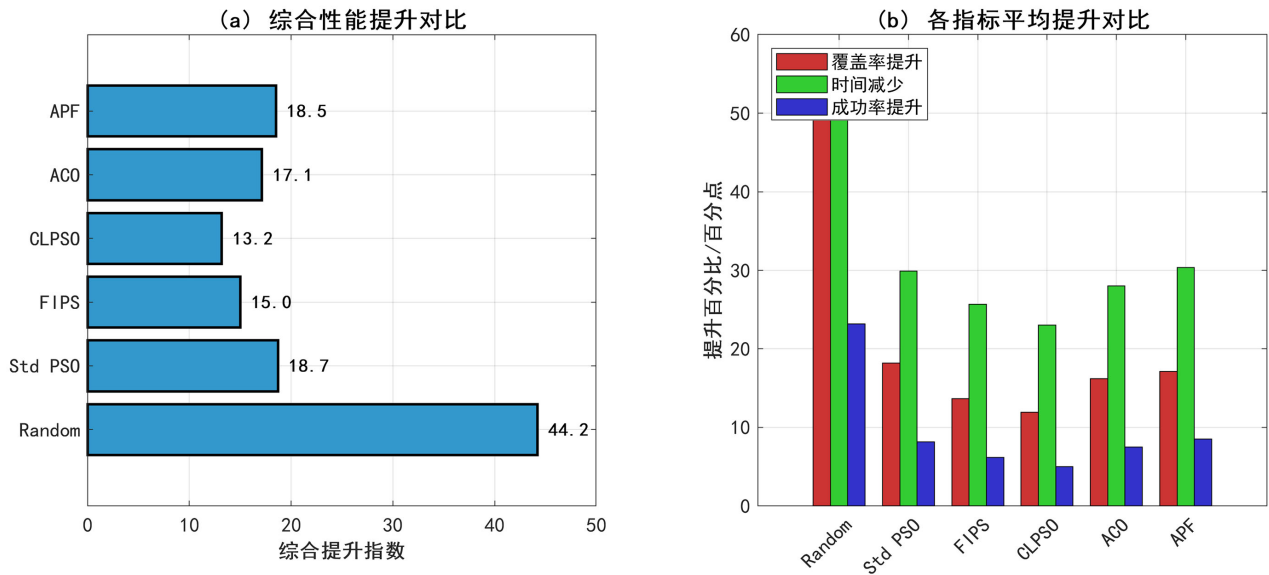 (a) 综合性能提升对比
APF
18.5
ACO
17.1
CLPSO
13.2
FIPS
15.0
Std PSO
18.7
Random
44.2
0 10 20 30 40 50
综合提升指数
(b) 各指标平均提升对比
覆盖率提升
时间减少
成功率提升
提升百分比/百分点
60
50
40
30
20
10
0
Random
Std PSO
FIPS
CLPSO
ACO
APF